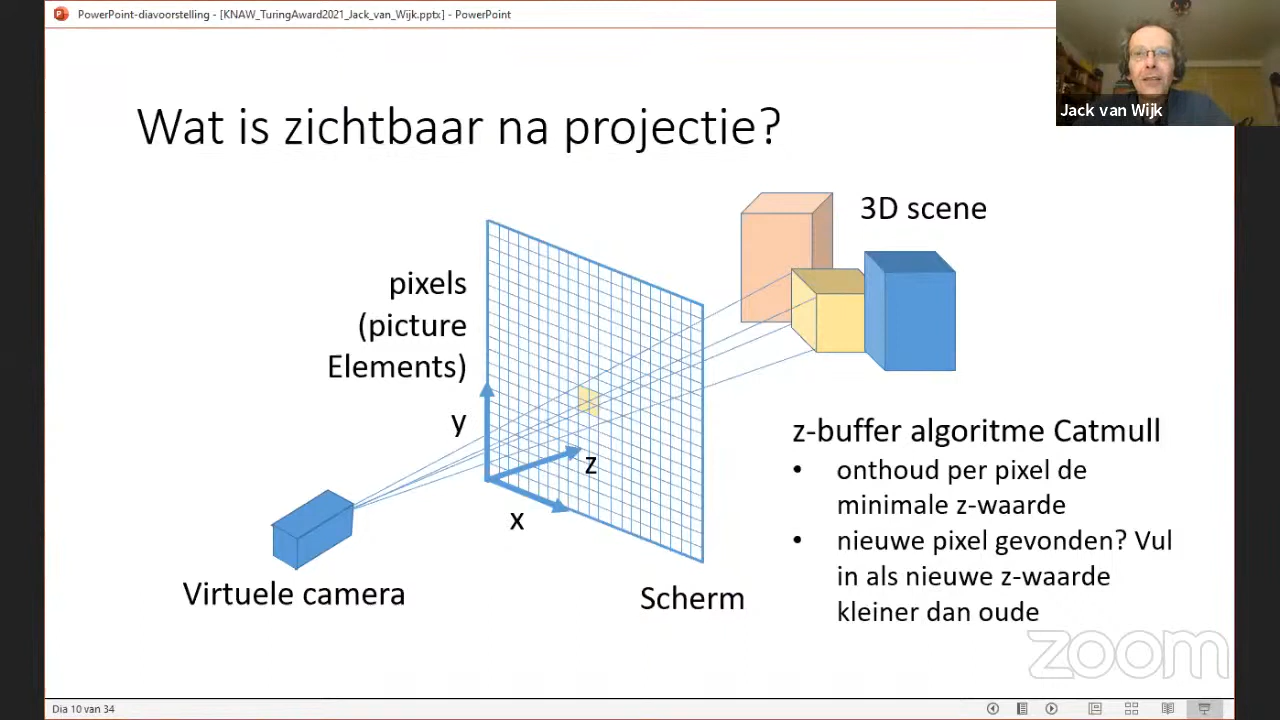 PowerPoint-diavoorstelling - [KNAW_TuringAward2021_Jack_van_Wijk.pptx] - PowerPoint
Jack van Wijk
Wat is zichtbaar na projectie?
3D scene
pixels
(picture
Elements)
y
z
x
z-buffer algoritme Catmull
• onthoud per pixel de
minimale z-waarde
• nieuwe pixel gevonden? Vul
in als nieuwe z-waarde
kleiner dan oude
Virtuele camera
Scherm
zoom
Dia 10 van 34